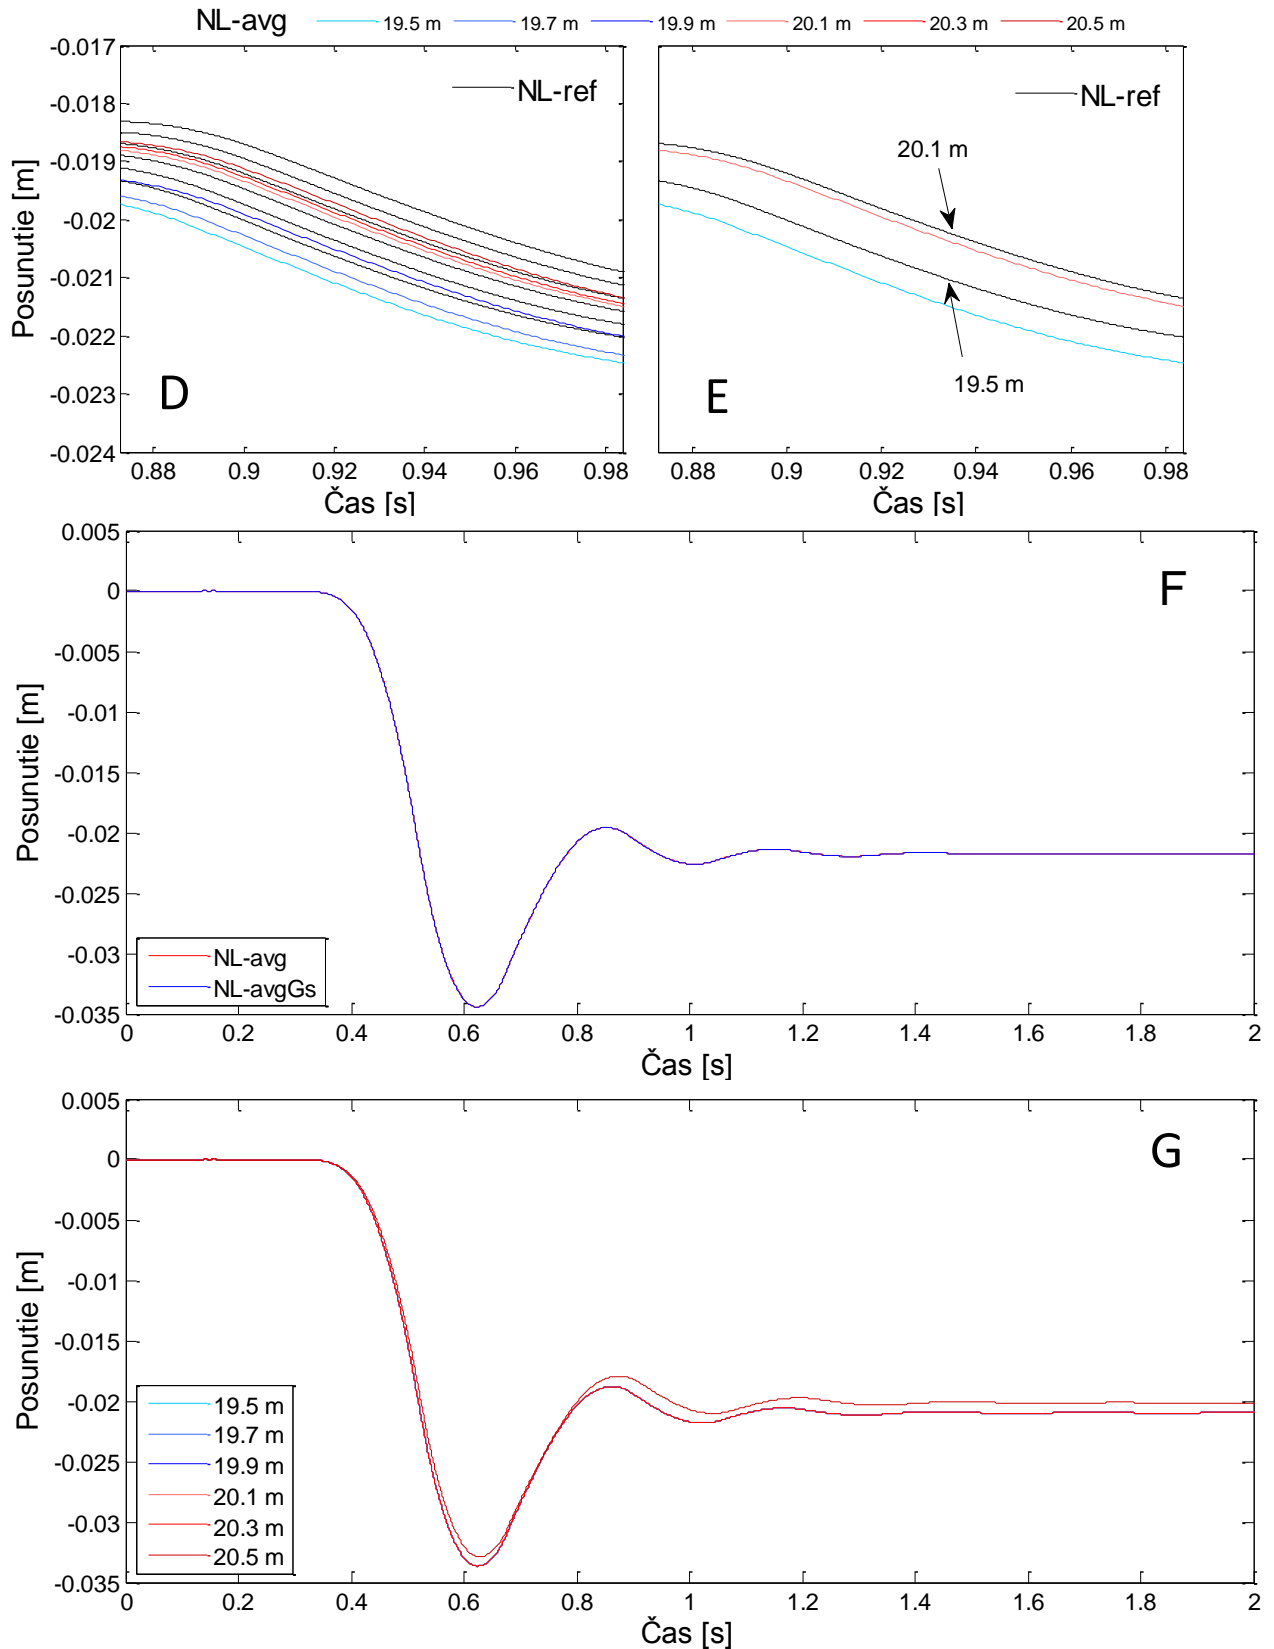 NL-avg 19.5 m 19.7 m 19.9 m 20.1 m 20.3 m 20.5 m
-0.017
-0.018
-0.019
-0.02
-0.021
-0.022
-0.023
-0.024
Posunutie [m]
NL-ref
D
0.88 0.9 0.92 0.94 0.96 0.98
Čas [s]
NL-ref
20.1 m
19.5 m
E
0.88 0.9 0.92 0.94 0.96 0.98
Čas [s]
0.005
0
-0.005
-0.01
-0.015
-0.02
-0.025
-0.03
-0.035
Posunutie [m]
F
NL-avg
NL-avgGs
0 0.2 0.4 0.6 0.8 1 1.2 1.4 1.6 1.8 2
Čas [s]
0.005
0
-0.005
-0.01
-0.015
-0.02
-0.025
-0.03
-0.035
Posunutie [m]
G
19.5 m
19.7 m
19.9 m
20.1 m
20.3 m
20.5 m
0 0.2 0.4 0.6 0.8 1 1.2 1.4 1.6 1.8 2
Čas [s]